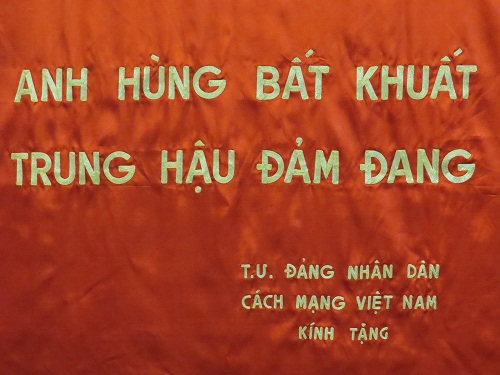 ANH HÙNG BẤT KHUẤT
TRUNG HẬU ĐẢM ĐANG
T.U. ĐẢNG NHÂN DÂN
CÁCH MẠNG VIỆT NAM
KÍNH TẶNG